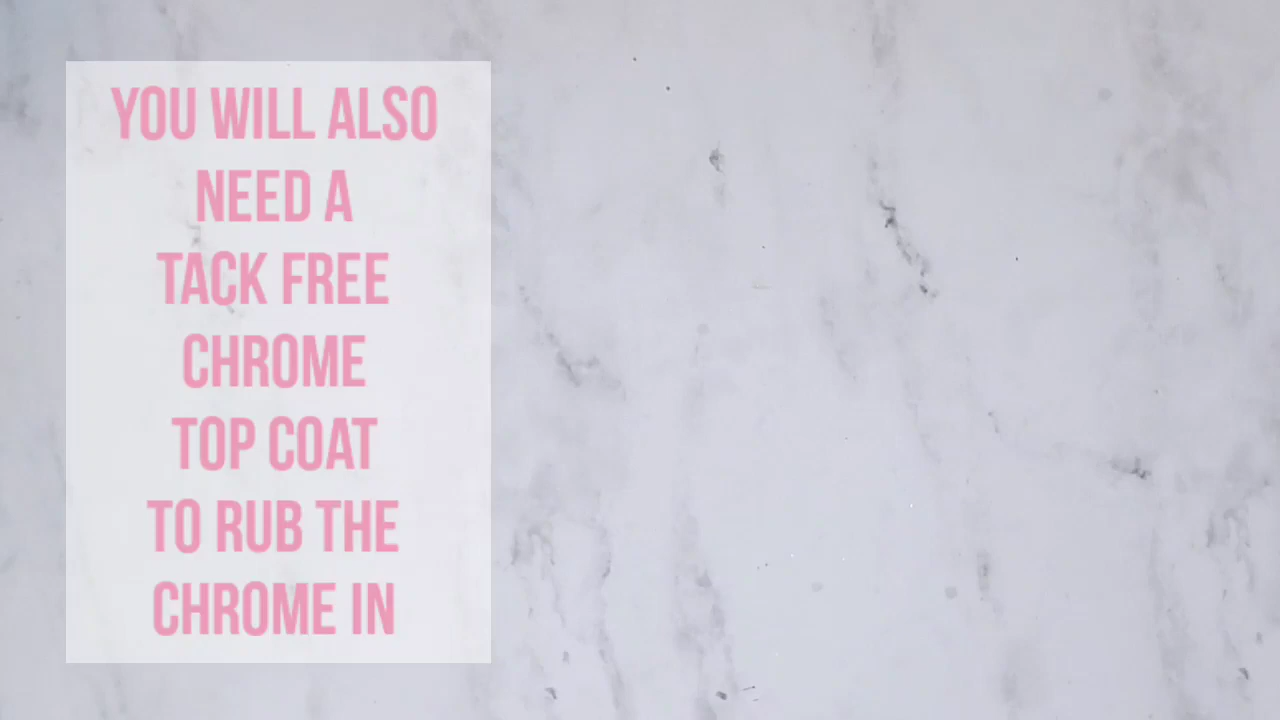 YOU WILL ALSO
NEED A
TACK FREE
CHROME
TOP COAT
TO RUB THE
CHROME IN